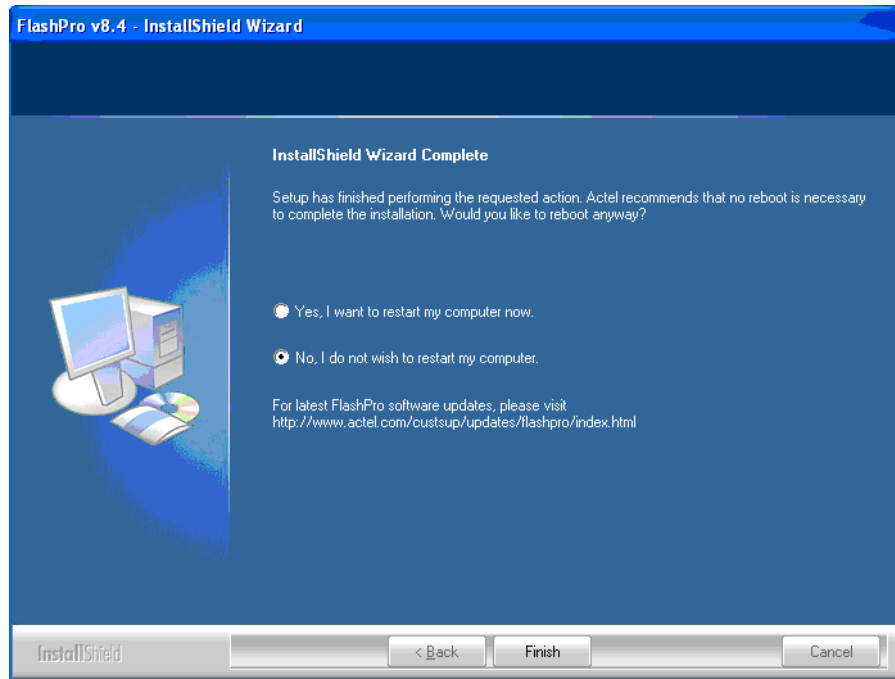 FlashPro v8.4 - InstallShield Wizard
InstallShield Wizard Complete
Setup has finished performing the requested action. Actel recommends that no reboot is necessary
to complete the installation. Would you like to reboot anyway?
Yes, I want to restart my computer now.
No, I do not wish to restart my computer.
For latest FlashPro software updates, please visit
http://www.actel.com/custsup/updates/flashpro/index.html
InstallShield
< Back
Finish
Cancel